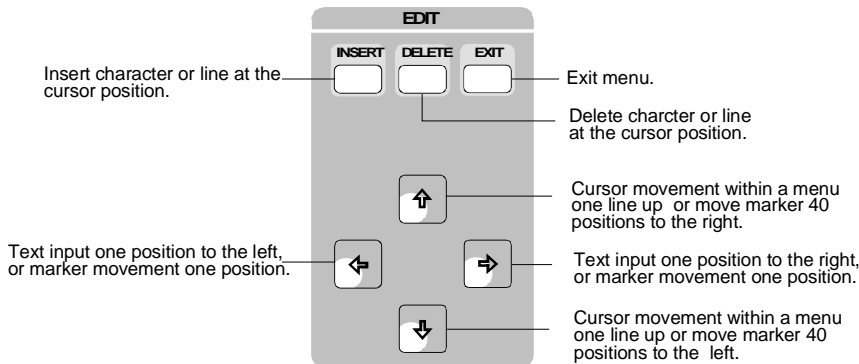 EDIT
INSERT DELETE EXIT
Insert character or line at the
cursor position.
Exit menu.
Delete charcter or line
at the cursor position.
Cursor movement within a menu
one line up or move marker 40
positions to the right.
Text input one position to the left,
or marker movement one position.
Text input one position to the right,
or marker movement one position.
Cursor movement within a menu
one line up or move marker 40
positions to the left.